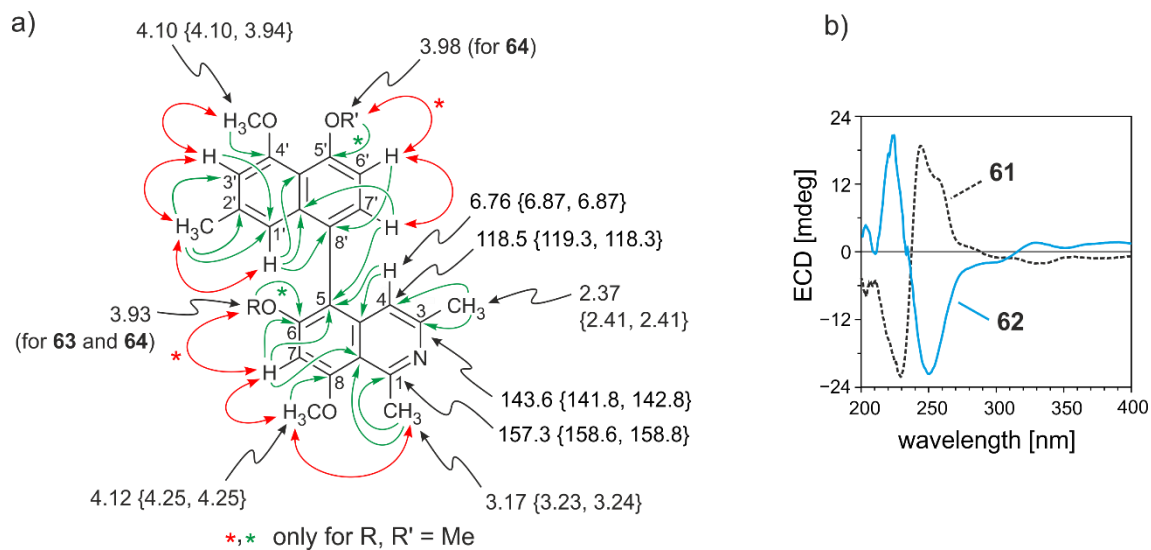 a)
4.10 {4.10, 3.94}
3.98 (for 64)
H₃CO
OR'
*
4'
5'
*
H
3'
6'
H
2'
7'
H₃C
1'
8'
H
H
6.76 {6.87, 6.87}
118.5 {119.3, 118.3}
H
RO
*
5
4
3
CH₃
2.37
{2.41, 2.41}
3.93
(for 63 and 64)
6
7
N
*
H
8
1
H₃CO
CH₃
143.6 {141.8, 142.8}
157.3 {158.6, 158.8}
4.12 {4.25, 4.25}
3.17 {3.23, 3.24}
*,* only for R, R' = Me
b)
ECD [mdeg]
24
12
0
−12
−24
61
62
200 250 300 350 400
wavelength [nm]